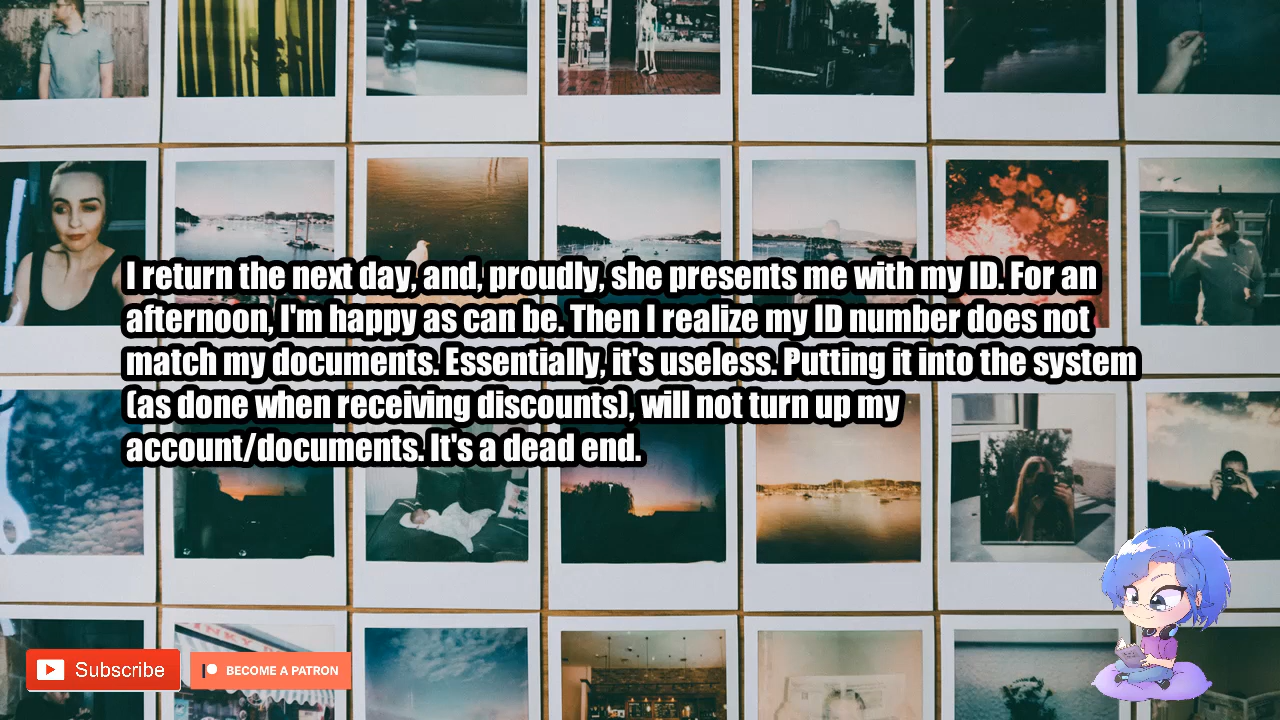 I return the next day, and, proudly, she presents me with my ID. For an
afternoon, I'm happy as can be. Then I realize my ID number does not
match my documents. Essentially, it's useless. Putting it into the system
(as done when receiving discounts), will not turn up my
account/documents. It's a dead end.
INKY
Subscribe
BECOME A PATRON